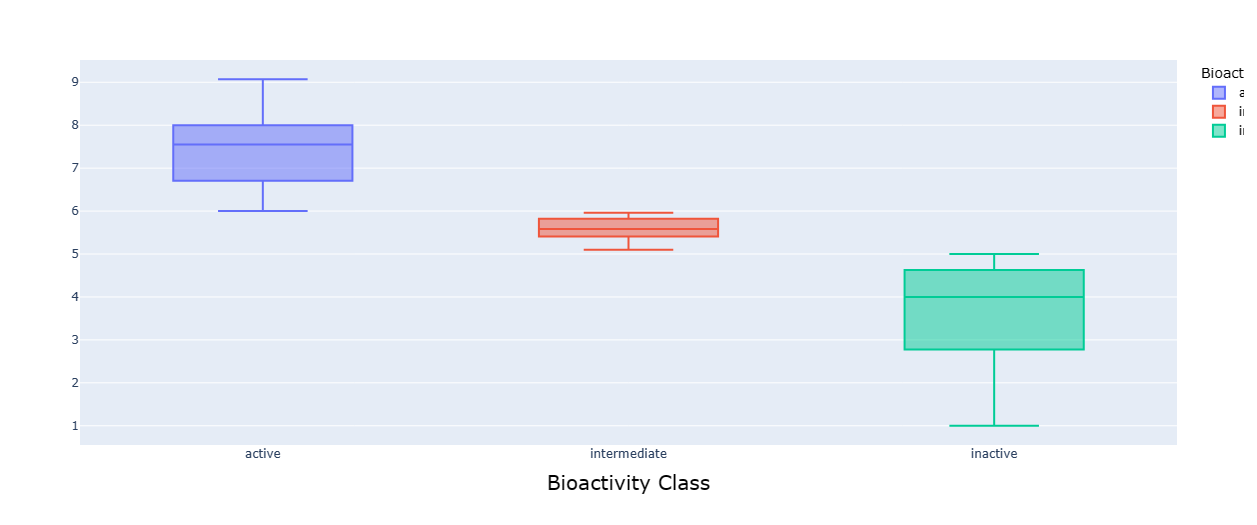 9
8
7
6
5
4
3
2
1
active
intermediate
inactive
Bioactivity Class
Bioact
a
i
i